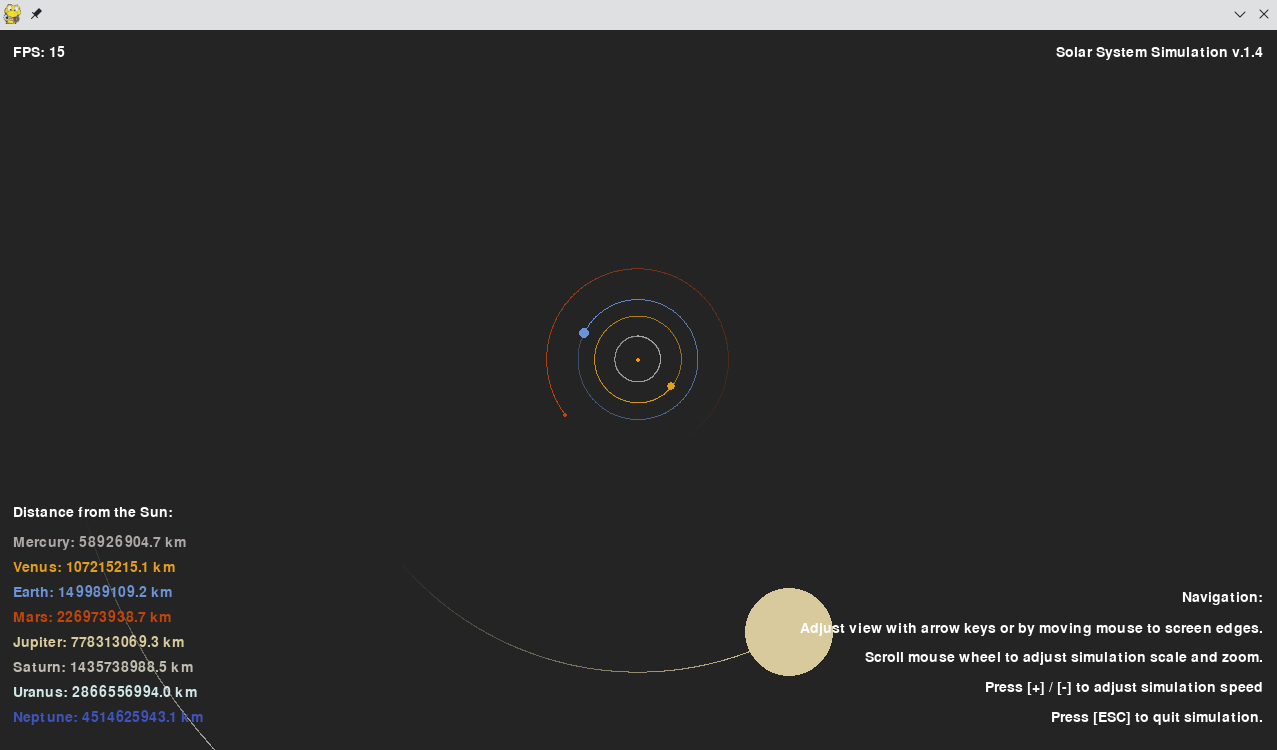 FPS: 15
Solar System Simulation v.1.4
Distance from the Sun:
Mercury: 58926904.7 km
Venus: 107215215.1 km
Earth: 149989109.2 km
Mars: 226973938.7 km
Jupiter: 778313069.3 km
Saturn: 1435738988.5 km
Uranus: 2866556994.0 km
Neptune: 4514625943.1 km
Navigation:
Adjust view with arrow keys or by moving mouse to screen edges.
Scroll mouse wheel to adjust simulation scale and zoom.
Press [+] / [-] to adjust simulation speed
Press [ESC] to quit simulation.